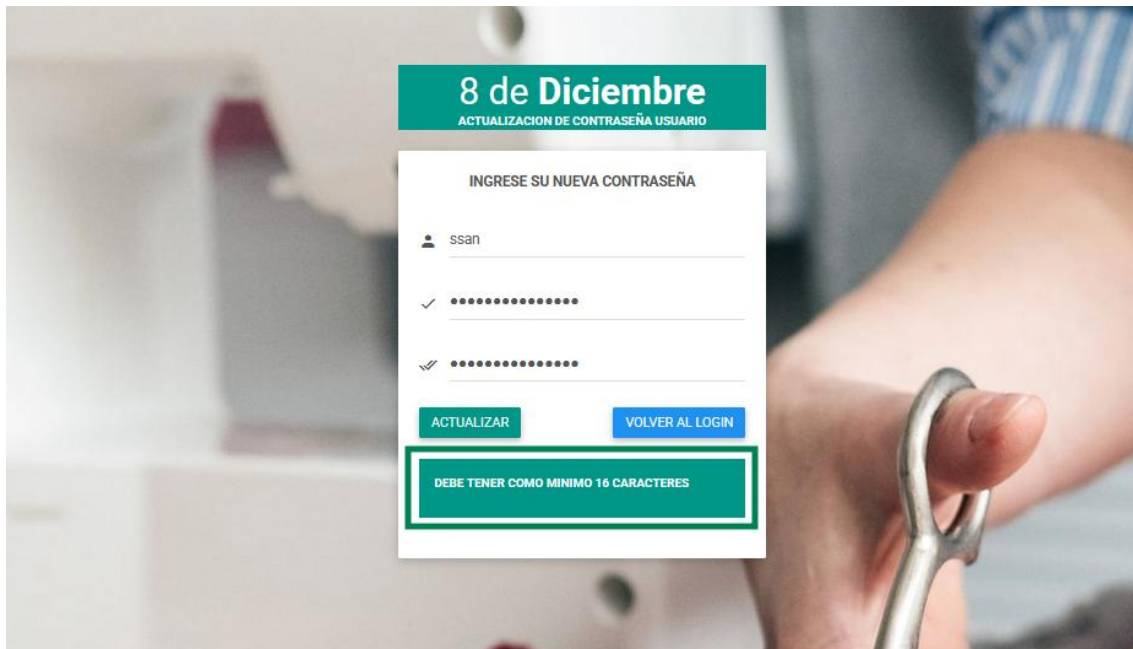 8 de Diciembre
ACTUALIZACION DE CONTRASEÑA USUARIO
INGRESE SU NUEVA CONTRASEÑA
ssan
•••••••••••••••
•••••••••••••••
ACTUALIZAR
VOLVER AL LOGIN
DEBE TENER COMO MINIMO 16 CARACTERES